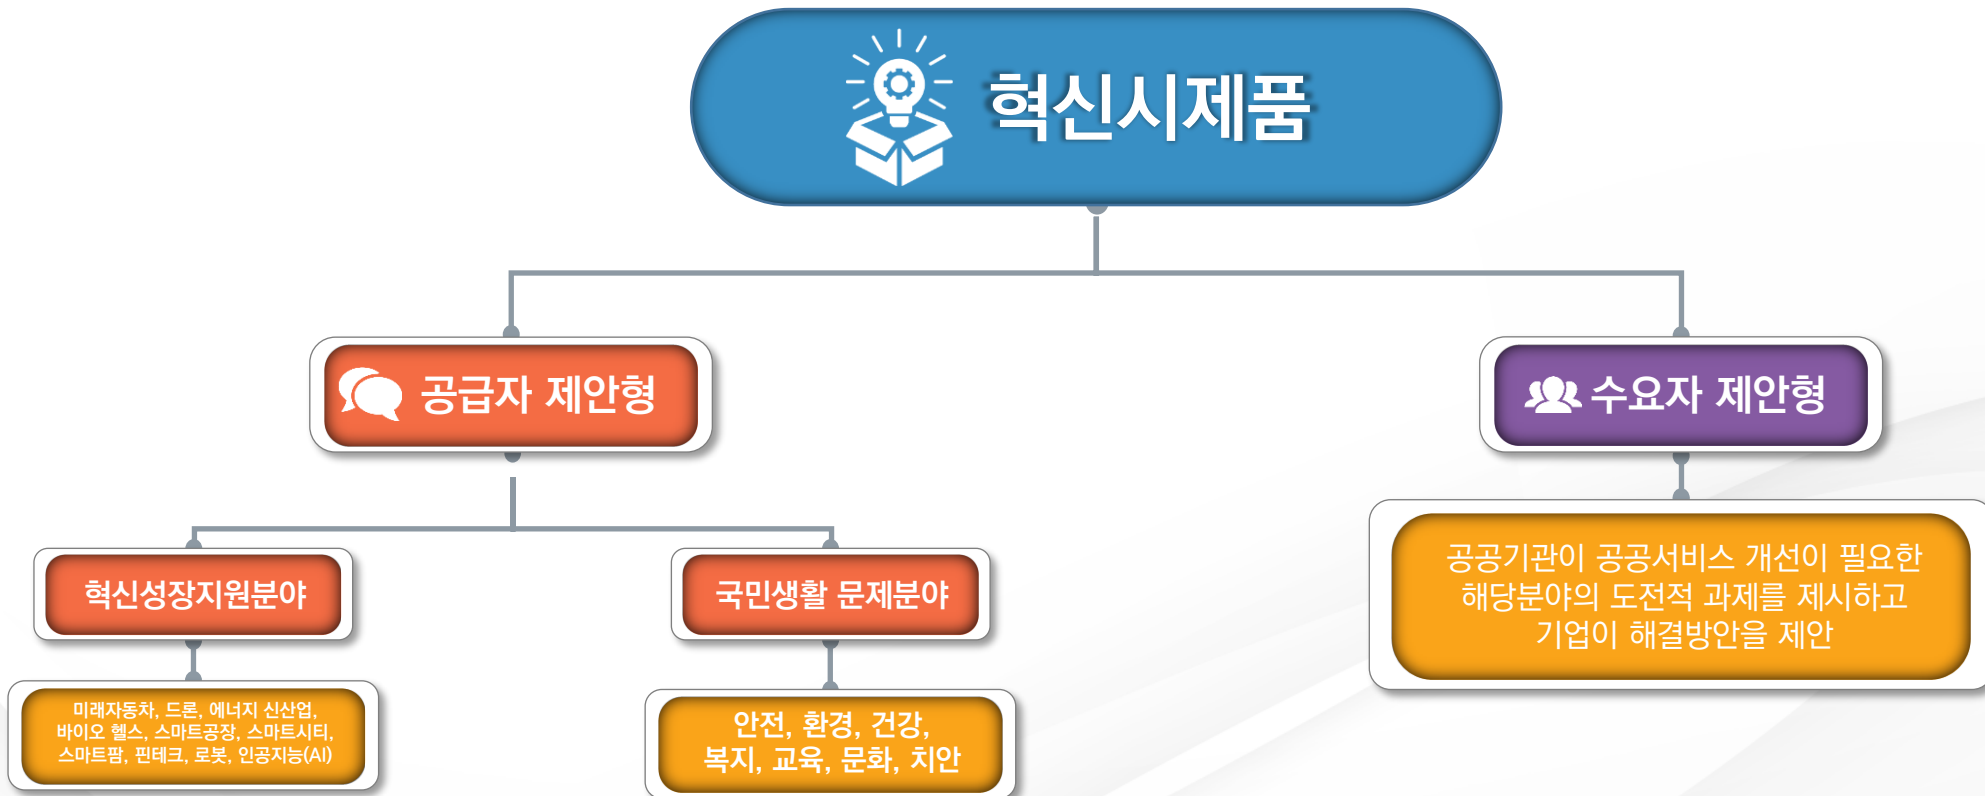 혁신시제품
공급자 제안형
수요자 제안형
혁신성장지원분야
국민생활 문제분야
미래자동차, 드론, 에너지 신산업,
바이오 헬스, 스마트공장, 스마트시티,
스마트팜, 핀테크, 로봇, 인공지능(AI)
안전, 환경, 건강,
복지, 교육, 문화, 치안
공공기관이 공공서비스 개선이 필요한
해당분야의 도전적 과제를 제시하고
기업이 해결방안을 제안